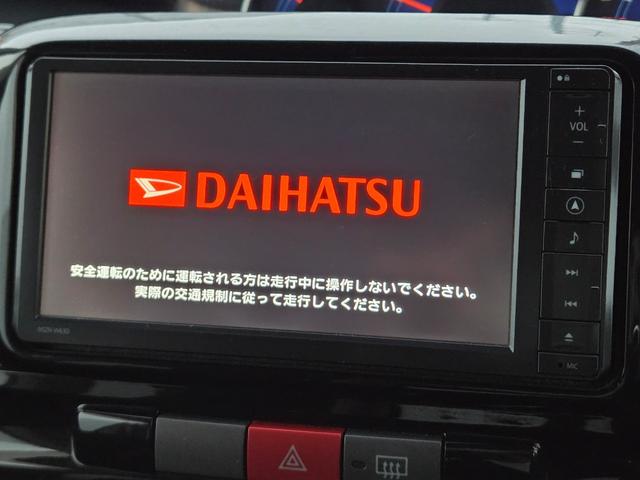 DAIHATSU
安全運転のために運転される方は走行中に操作しないでください。
実際の交通規制に従って走行してください。
+
VOL
−
MIC